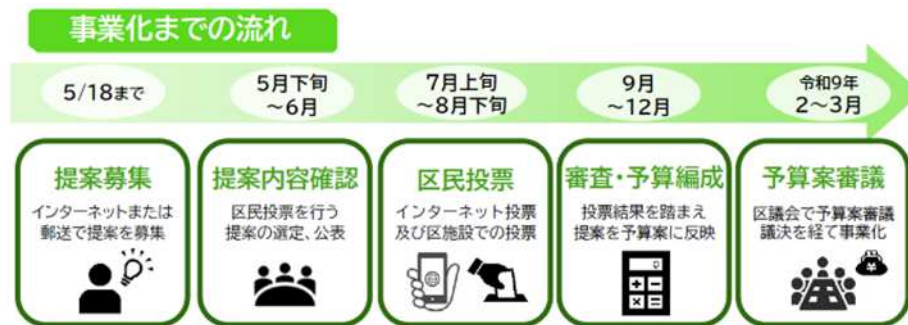 事業化までの流れ
5/18まで
5月下旬
～6月
7月上旬
～8月下旬
9月
～12月
令和9年
2～3月
提案募集
インターネットまたは
郵送で提案を募集
提案内容確認
区民投票を行う
提案の選定、公表
区民投票
インターネット投票
及び区施設での投票
審査・予算編成
投票結果を踏まえ
提案を予算案に反映
予算案審議
区議会で予算案審議
議決を経て事業化
¥